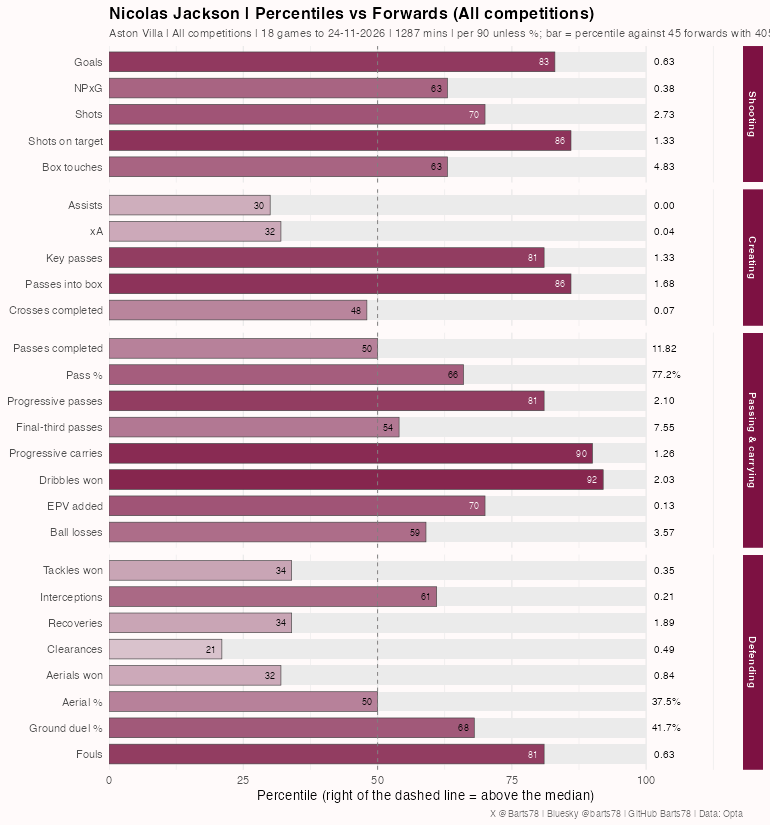 Nicolas Jackson | Percentiles vs Forwards (All competitions)
Aston Villa | All competitions | 18 games to 24-11-2026 | 1287 mins | per 90 unless %; bar = percentile against 45 forwards with 405
Shooting
Goals 83 0.63
NPxG 63 0.38
Shots 70 2.73
Shots on target 86 1.33
Box touches 63 4.83
Creating
Assists 30 0.00
xA 32 0.04
Key passes 81 1.33
Passes into box 86 1.68
Crosses completed 48 0.07
Passing & carrying
Passes completed 50 11.82
Pass % 66 77.2%
Progressive passes 81 2.10
Final-third passes 54 7.55
Progressive carries 90 1.26
Dribbles won 92 2.03
EPV added 70 0.13
Ball losses 59 3.57
Defending
Tackles won 34 0.35
Interceptions 61 0.21
Recoveries 34 1.89
Clearances 21 0.49
Aerials won 32 0.84
Aerial % 50 37.5%
Ground duel % 68 41.7%
Fouls 81 0.63
0 25 50 75 100
Percentile (right of the dashed line = above the median)
X @Barts78 | Bluesky @barts78 | GitHub Barts78 | Data: Opta